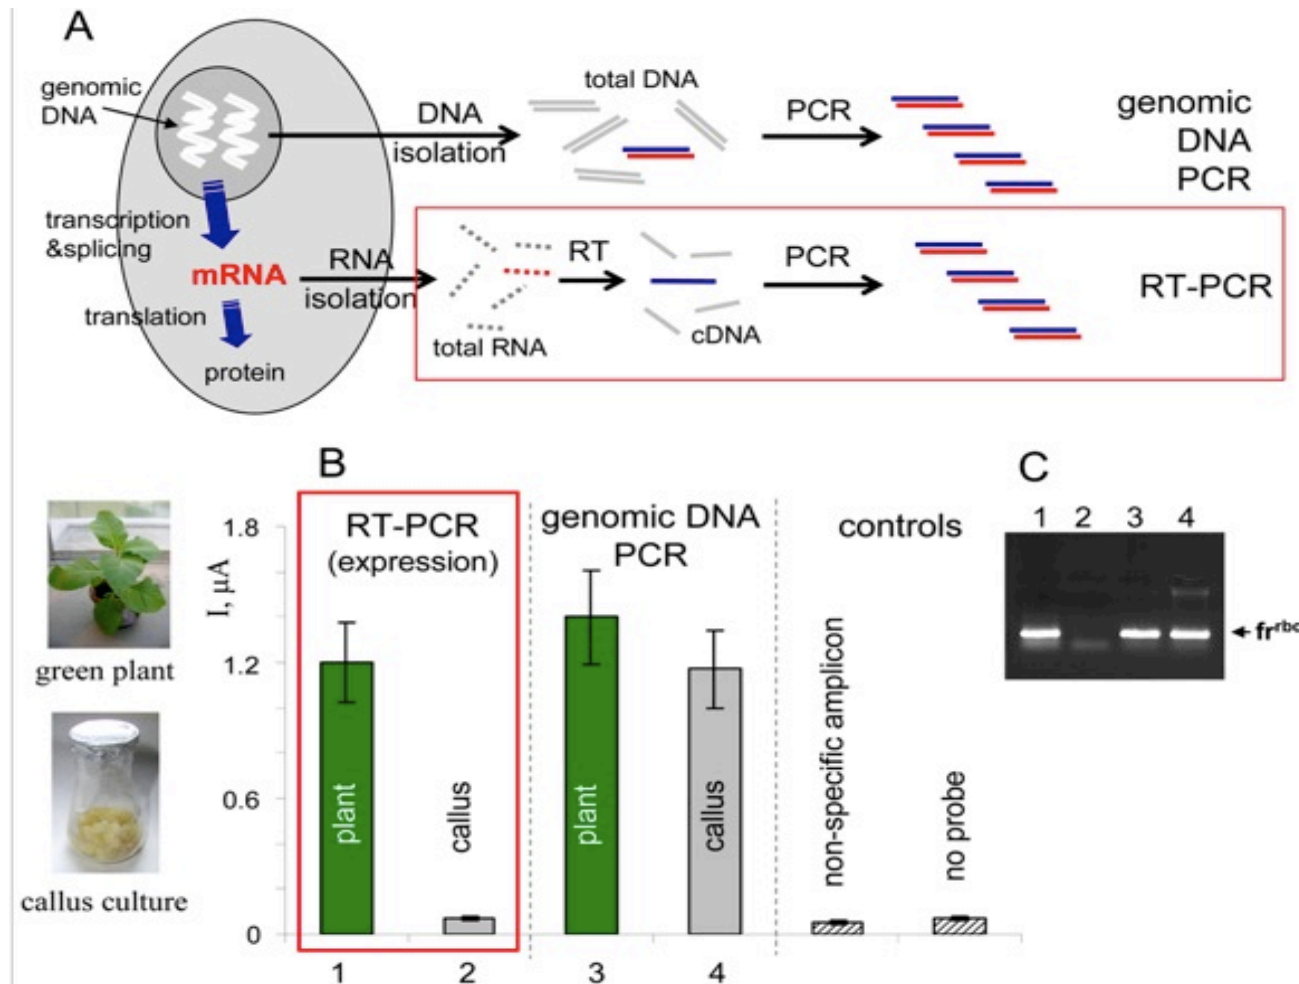 A
genomic
DNA
transcription
&splicing
mRNA
translation
protein
DNA
isolation
total DNA
PCR
genomic
DNA
PCR
RNA
isolation
total RNA
RT
cDNA
PCR
RT-PCR
green plant
callus culture
B
I, µA
1.8
1.2
0.6
0
RT-PCR
(expression)
genomic DNA
PCR
controls
plant
callus
plant
callus
non-specific amplicon
no probe
1
2
3
4
C
1 2 3 4